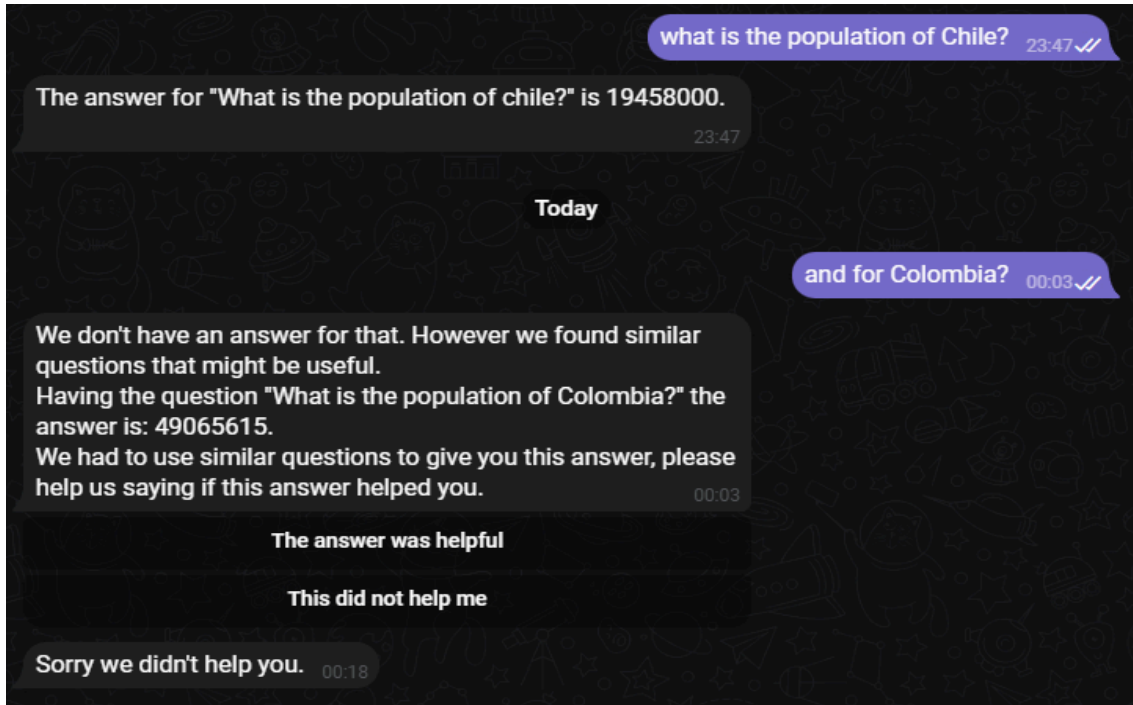 what is the population of Chile? 23:47
The answer for "What is the population of chile?" is 19458000.
23:47
Today
and for Colombia? 00:03
We don't have an answer for that. However we found similar
questions that might be useful.
Having the question "What is the population of Colombia?" the
answer is: 49065615.
We had to use similar questions to give you this answer, please
help us saying if this answer helped you. 00:03
The answer was helpful
This did not help me
Sorry we didn't help you. 00:18